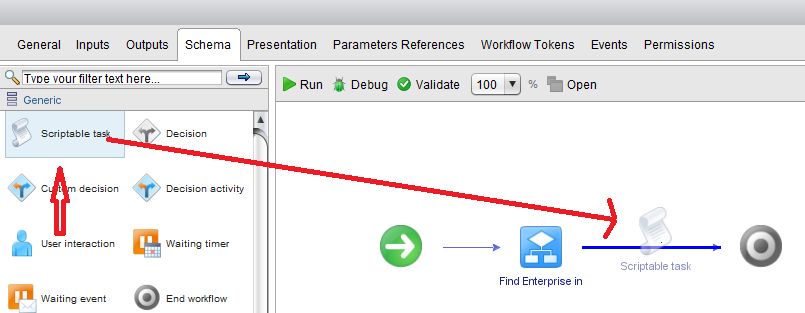 General Inputs Outputs Schema Presentation Parameters References Workflow Tokens Events Permissions
Type your filter text here...
Run Debug Validate 100 % Open
Generic
Scriptable task Decision
Custom decision Decision activity
User interaction Waiting timer
Waiting event End workflow
Find Enterprise in
Scriptable task